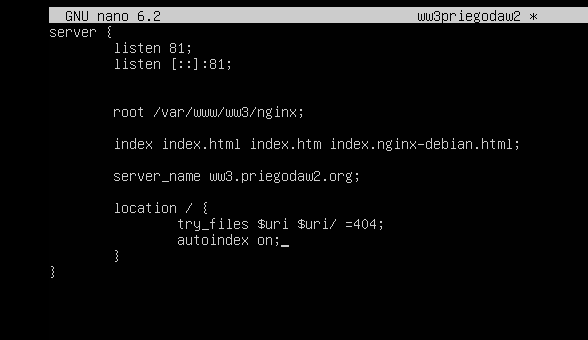 GNU nano 6.2 ww3priegodaw2 *
server {
listen 81;
listen [::]:81;
root /var/www/ww3/nginx;
index index.html index.htm index.nginx-debian.html;
server_name ww3.priegodaw2.org;
location / {
try_files $uri $uri/ =404;
autoindex on;
}
}